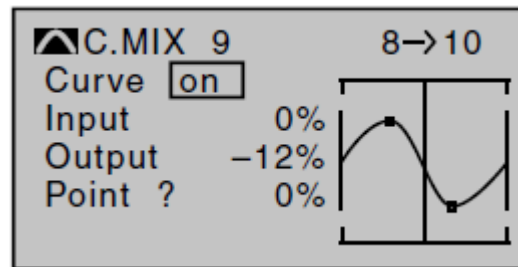 C.MIX 9 8→10
Curve on
Input 0%
Output –12%
Point ? 0%